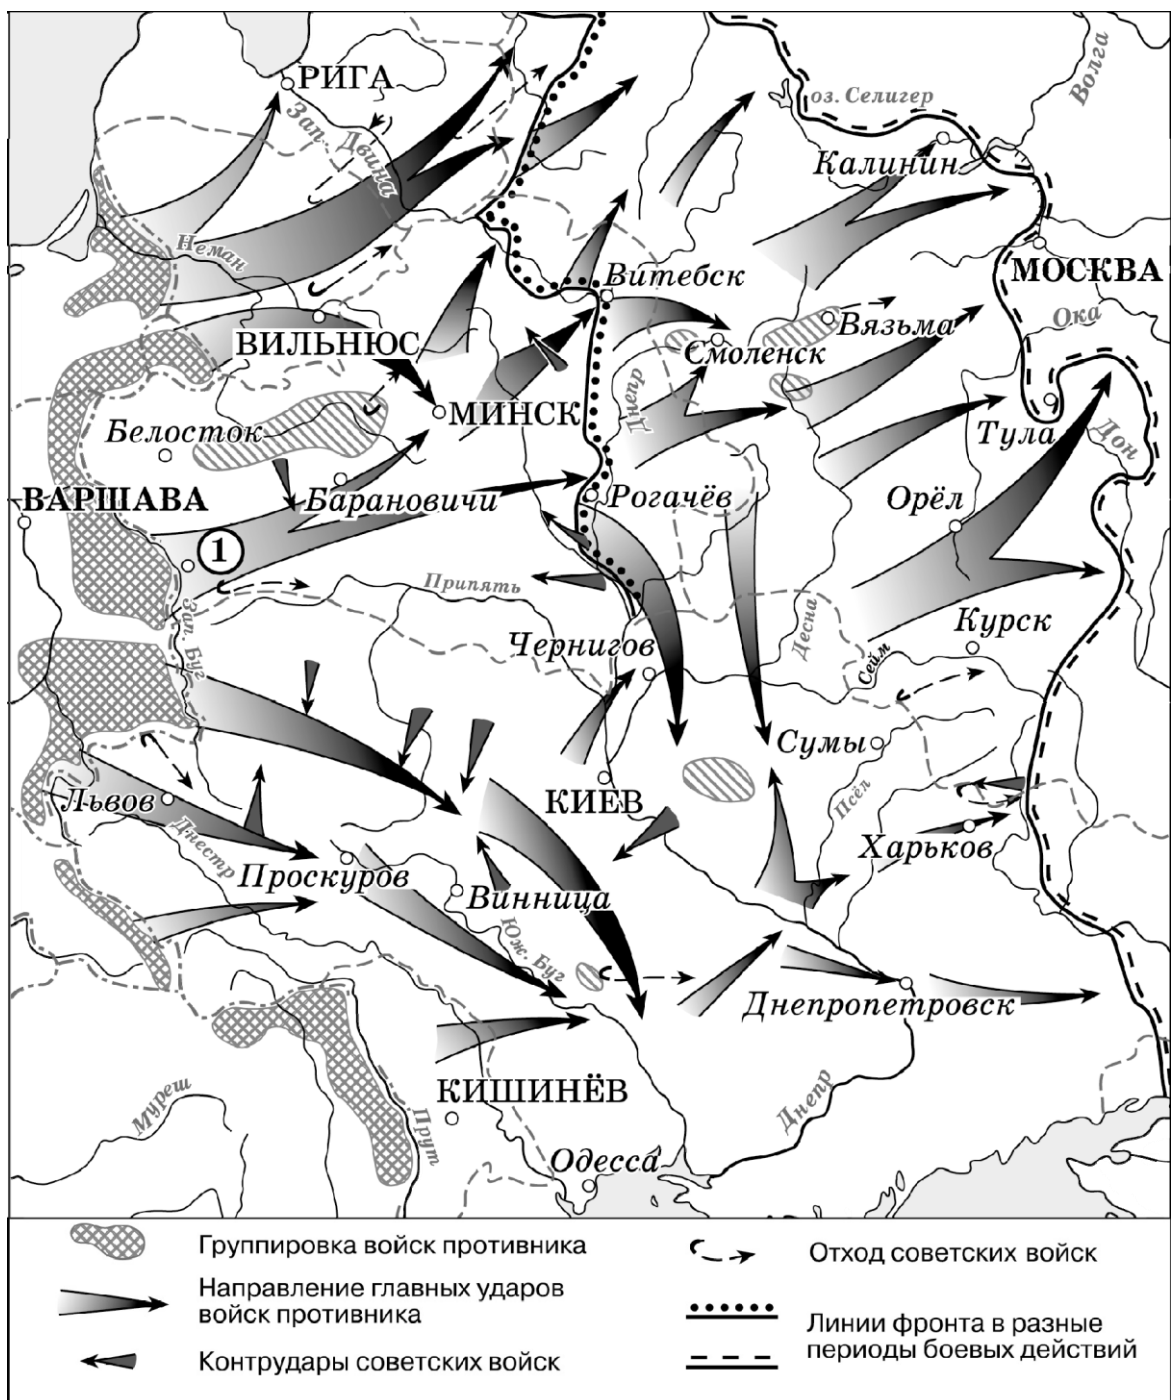 РИГА
Зап. Двина
оз. Селигер
Волга
Калинин
Неман
Витебск
МОСКВА
ВИЛЬНЮС
Вязьма
Ока
Смоленск
Днепр
МИНСК
Белосток
Тула
Дон
ВАРШАВА
Барановичи
Рогачёв
Орёл
1
Припять
Зап. Буг
Десна
Чернигов
Курск
Сейм
Сумы
Львов
КИЕВ
Псёл
Днестр
Харьков
Проскуров
Винница
Юж. Буг
Днепропетровск
КИШИНЁВ
Муреш
Прут
Днепр
Одесса
Группировка войск противника
Направление главных ударов
войск противника
Контрудары советских войск
Отход советских войск
Линии фронта в разные
периоды боевых действий